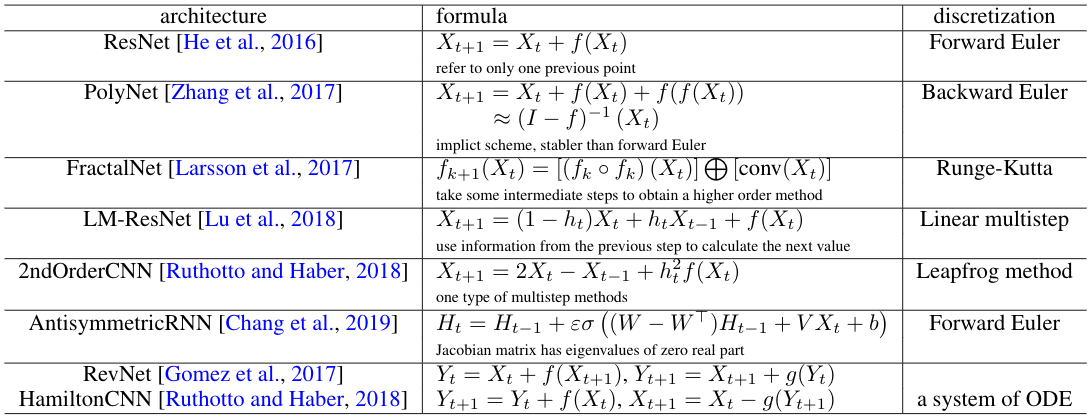 architecture formula discretization
ResNet [He et al., 2016] X_{t+1} = X_t + f(X_t) Forward Euler
refer to only one previous point
PolyNet [Zhang et al., 2017] X_{t+1} = X_t + f(X_t) + f(f(X_t)) Backward Euler
≈ (I − f)^{−1} (X_t)
implict scheme, stabler than forward Euler
FractalNet [Larsson et al., 2017] f_{k+1}(X_t) = [(f_k ∘ f_k) (X_t)] ⨁ [conv(X_t)] Runge-Kutta
take some intermediate steps to obtain a higher order method
LM-ResNet [Lu et al., 2018] X_{t+1} = (1 − h_t)X_t + h_tX_{t−1} + f(X_t) Linear multistep
use information from the previous step to calculate the next value
2ndOrderCNN [Ruthotto and Haber, 2018] X_{t+1} = 2X_t − X_{t−1} + h_t^2 f(X_t) Leapfrog method
one type of multistep methods
AntisymmetricRNN [Chang et al., 2019] H_t = H_{t−1} + εσ ((W − W^⊤)H_{t−1} + VX_t + b) Forward Euler
Jacobian matrix has eigenvalues of zero real part
RevNet [Gomez et al., 2017] Y_t = X_t + f(X_{t+1}), Y_{t+1} = X_{t+1} + g(Y_t)
HamiltonCNN [Ruthotto and Haber, 2018] Y_{t+1} = Y_t + f(X_t), X_{t+1} = X_t − g(Y_{t+1}) a system of ODE